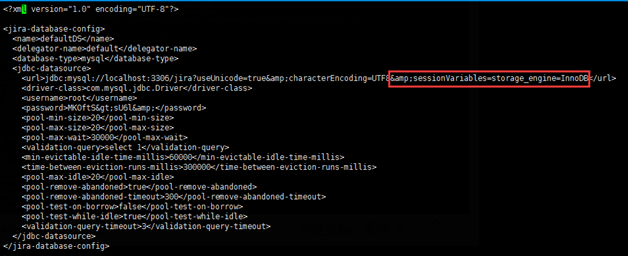 <?xml version="1.0" encoding="UTF-8"?>
<jira-database-config>
<name>defaultDS</name>
<delegator-name>default</delegator-name>
<database-type>mysql</database-type>
<jdbc-datasource>
<url>jdbc:mysql://localhost:3306/jira?useUnicode=true&amp;characterEncoding=UTF8&amp;sessionVariables=storage_engine=InnoDB</url>
<driver-class>com.mysql.jdbc.Driver</driver-class>
<username>root</username>
<password>MKOftS&gt;sU6l&amp;</password>
<pool-min-size>20</pool-min-size>
<pool-max-size>20</pool-max-size>
<pool-max-wait>30000</pool-max-wait>
<validation-query>select 1</validation-query>
<min-evictable-idle-time-millis>60000</min-evictable-idle-time-millis>
<time-between-eviction-runs-millis>300000</time-between-eviction-runs-millis>
<pool-max-idle>20</pool-max-idle>
<pool-remove-abandoned>true</pool-remove-abandoned>
<pool-remove-abandoned-timeout>300</pool-remove-abandoned-timeout>
<pool-test-on-borrow>false</pool-test-on-borrow>
<pool-test-while-idle>true</pool-test-while-idle>
<validation-query-timeout>3</validation-query-timeout>
</jdbc-datasource>
</jira-database-config>